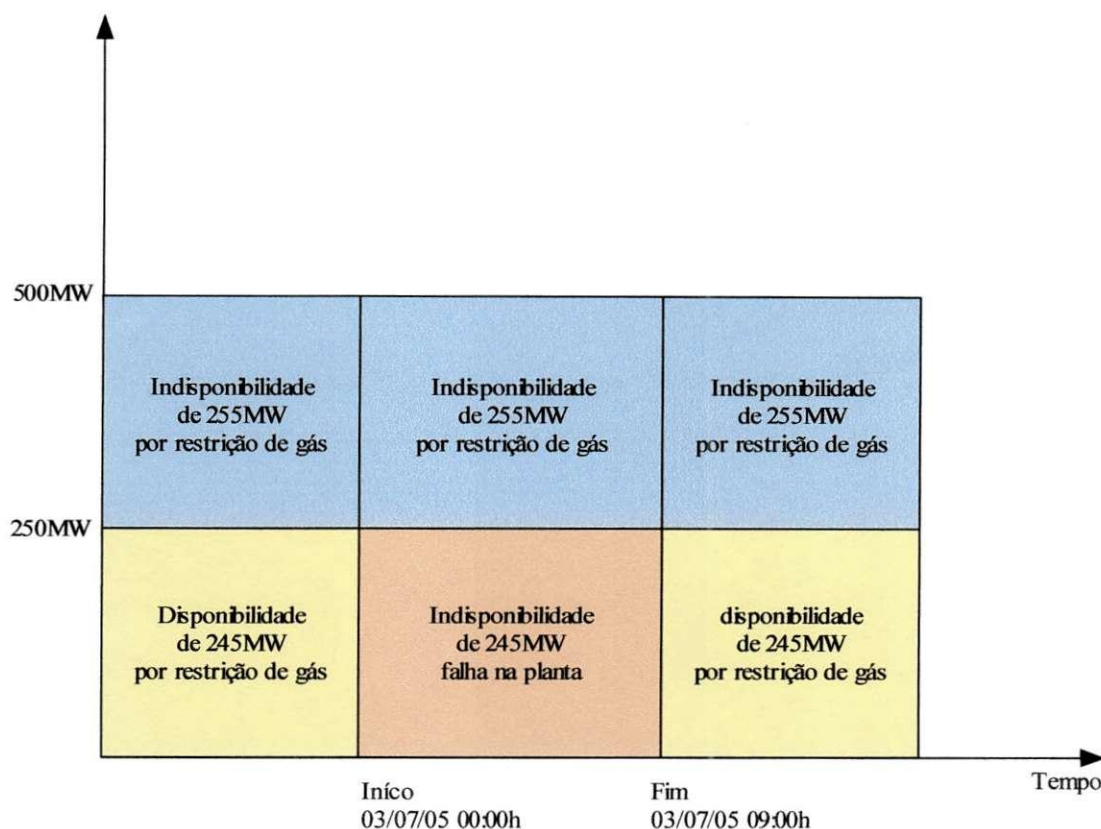 500MW
Indisponibilidade
de 255MW
por restrição de gás
Indisponibilidade
de 255MW
por restrição de gás
Indisponibilidade
de 255MW
por restrição de gás
250MW
Disponibilidade
de 245MW
por restrição de gás
Indisponibilidade
de 245MW
falha na planta
disponibilidade
de 245MW
por restrição de gás
Tempo
Iníco
03/07/05 00:00h
Fim
03/07/05 09:00h